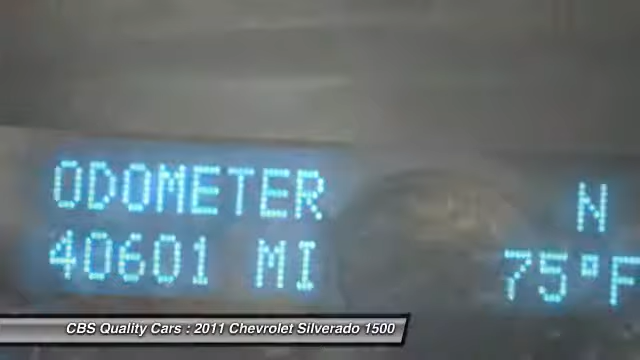 ODOMETER
40601 MI
N
75°F
CBS Quality Cars : 2011 Chevrolet Silverado 1500